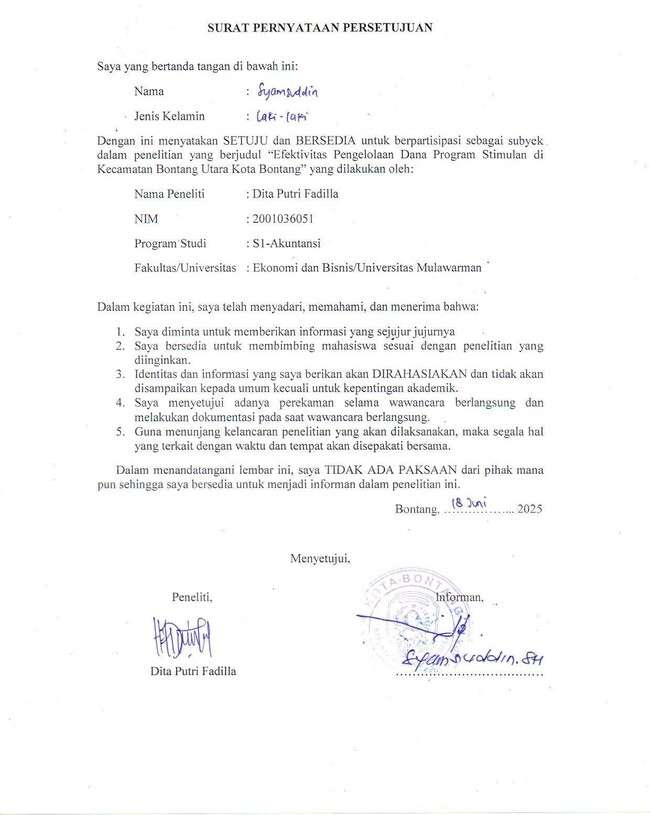 SURAT PERNYATAAN PERSETUJUAN
Saya yang bertanda tangan di bawah ini:
Nama : Syamsuddin
Jenis Kelamin : Laki-laki
Dengan ini menyatakan SETUJU dan BERSEDIA untuk berpartisipasi sebagai subyek
dalam penelitian yang berjudul “Efektivitas Pengelolaan Dana Program Stimulan di
Kecamatan Bontang Utara Kota Bontang” yang dilakukan oleh:
Nama Peneliti : Dita Putri Fadilla
NIM : 2001036051
Program Studi : S1-Akuntansi
Fakultas/Universitas : Ekonomi dan Bisnis/Universitas Mulawarman
Dalam kegiatan ini, saya telah menyadari, memahami, dan menerima bahwa:
1. Saya diminta untuk memberikan informasi yang sejujur jujurnya
2. Saya bersedia untuk membimbing mahasiswa sesuai dengan penelitian yang
diinginkan.
3. Identitas dan informasi yang saya berikan akan DIRAHASIAKAN dan tidak akan
disampaikan kepada umum kecuali untuk kepentingan akademik.
4. Saya menyetujui adanya perekaman selama wawancara berlangsung dan
melakukan dokumentasi pada saat wawancara berlangsung.
5. Guna menunjang kelancaran penelitian yang akan dilaksanakan, maka segala hal
yang terkait dengan waktu dan tempat akan disepakati bersama.
Dalam menandatangani lembar ini, saya TIDAK ADA PAKSAAN dari pihak mana
pun sehingga saya bersedia untuk menjadi informan dalam penelitian ini.
Bontang, 18 Juni 2025
Menyetujui,
KOTA BONTANG
Peneliti, Informan,
Dita Putri Fadilla Syamsuddin.SH